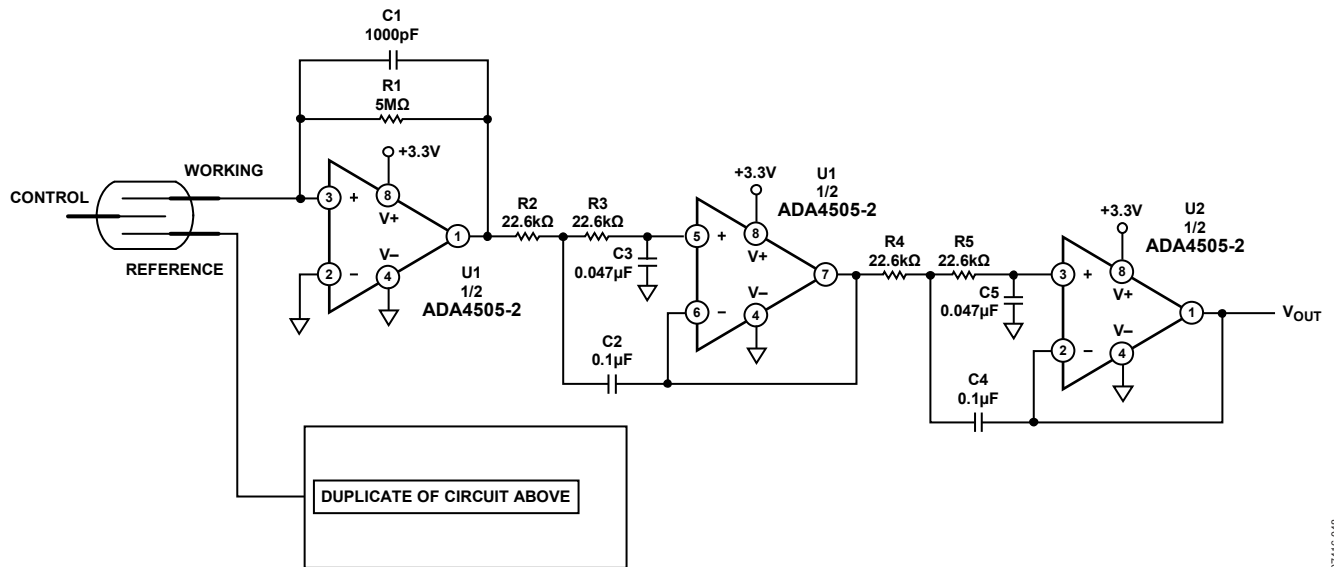 C1
1000pF
R1
5MΩ
+3.3V
WORKING
CONTROL
REFERENCE
3
+
8
V+
1
2
−
V−
4
U1
1/2
ADA4505-2
R2
22.6kΩ
R3
22.6kΩ
C3
0.047µF
C2
0.1µF
+3.3V
U1
1/2
ADA4505-2
5
+
8
V+
7
6
−
V−
4
R4
22.6kΩ
R5
22.6kΩ
C5
0.047µF
C4
0.1µF
+3.3V
U2
1/2
ADA4505-2
3
+
8
V+
1
2
−
V−
4
VOUT
DUPLICATE OF CIRCUIT ABOVE